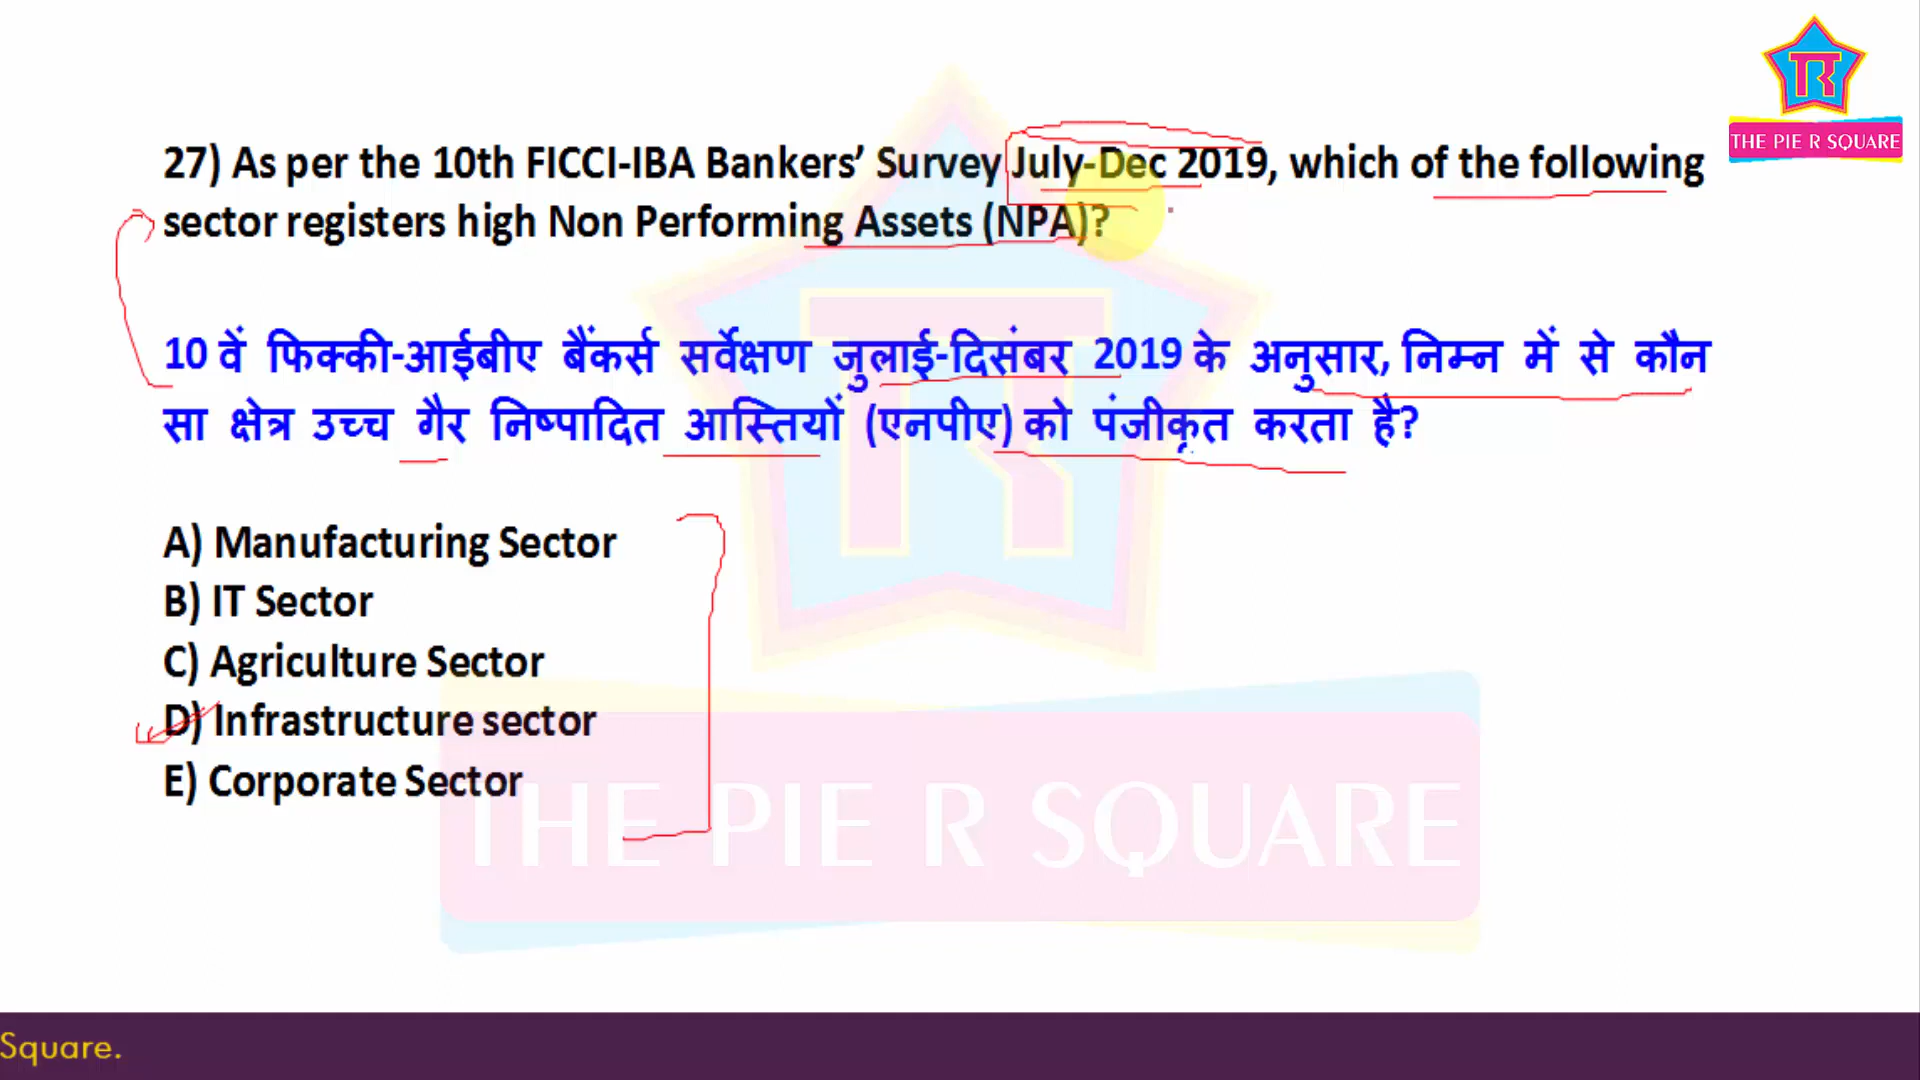 THE PIE R SQUARE
27) As per the 10th FICCI-IBA Bankers’ Survey July-Dec 2019, which of the following
sector registers high Non Performing Assets (NPA)?
10 वें फिक्की-आईबीए बैंकर्स सर्वेक्षण जुलाई-दिसंबर 2019 के अनुसार, निम्न में से कौन
सा क्षेत्र उच्च गैर निष्पादित आस्तियों (एनपीए) को पंजीकृत करता है?
A) Manufacturing Sector
B) IT Sector
C) Agriculture Sector
D) Infrastructure sector
E) Corporate Sector
THE PIE R SQUARE
Square.